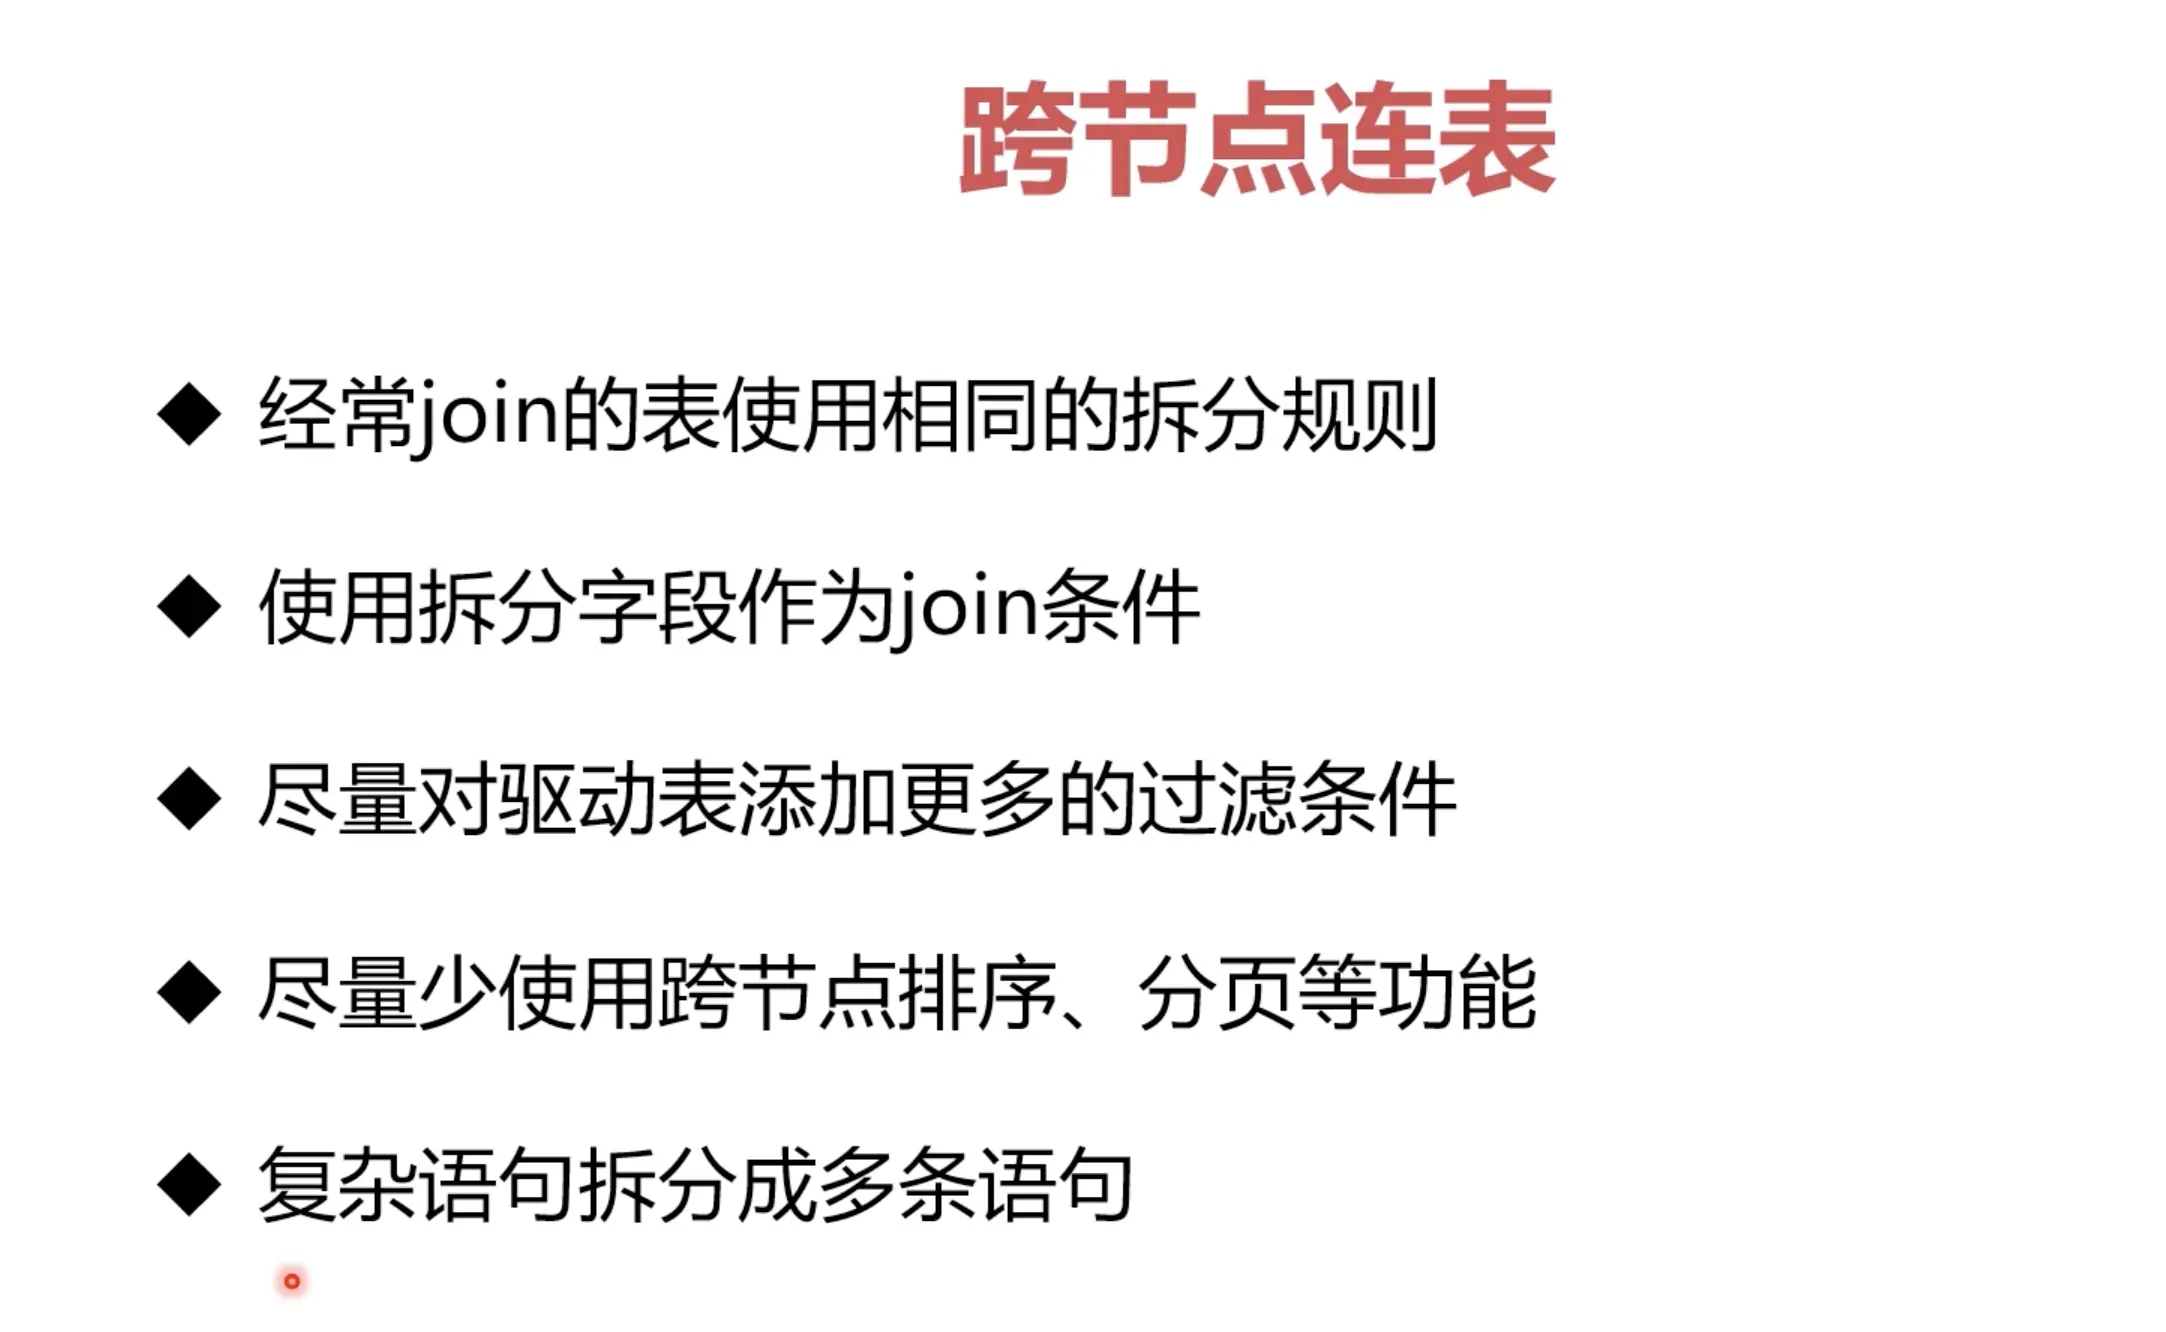 跨节点连表
经常join的表使用相同的拆分规则
使用拆分字段作为join条件
尽量对驱动表添加更多的过滤条件
尽量少使用跨节点排序、分页等功能
复杂语句拆分成多条语句